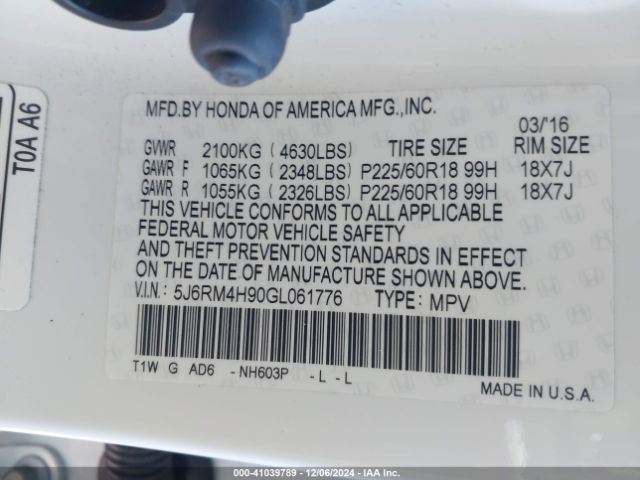 MFD.BY HONDA OF AMERICA MFG.,INC.
03/16
GVWR 2100KG ( 4630LBS) TIRE SIZE RIM SIZE
GAWR F 1065KG ( 2348LBS) P225/60R18 99H 18X7J
GAWR R 1055KG ( 2326LBS) P225/60R18 99H 18X7J
THIS VEHICLE CONFORMS TO ALL APPLICABLE
FEDERAL MOTOR VEHICLE SAFETY
AND THEFT PREVENTION STANDARDS IN EFFECT
ON THE DATE OF MANUFACTURE SHOWN ABOVE.
V.I.N.: 5J6RM4H90GL061776 TYPE: MPV
T1W G AD6 -NH603P -L -L
MADE IN U.S.A.
T0A A6
000-41039789 - 12/06/2024 - IAA Inc.